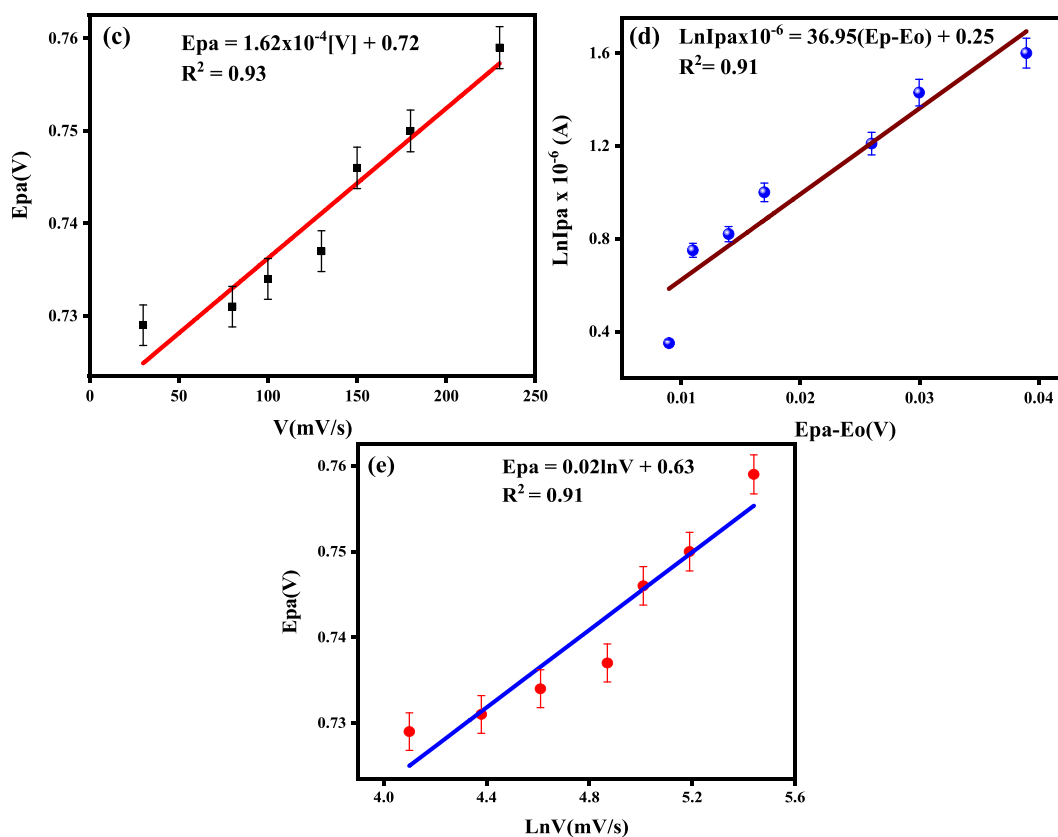 (c)
Epa = 1.62x10⁻⁴[V] + 0.72
R² = 0.93
0.76
0.75
0.74
0.73
Epa(V)
0
50
100
150
200
250
V(mV/s)
(d)
LnIpax10⁻⁶ = 36.95(Ep-Eo) + 0.25
R²= 0.91
1.6
1.2
0.8
0.4
LnIpa x 10⁻⁶ (A)
0.01
0.02
0.03
0.04
Epa-Eo(V)
(e)
Epa = 0.02lnV + 0.63
R² = 0.91
0.76
0.75
0.74
0.73
Epa(V)
4.0
4.4
4.8
5.2
5.6
LnV(mV/s)